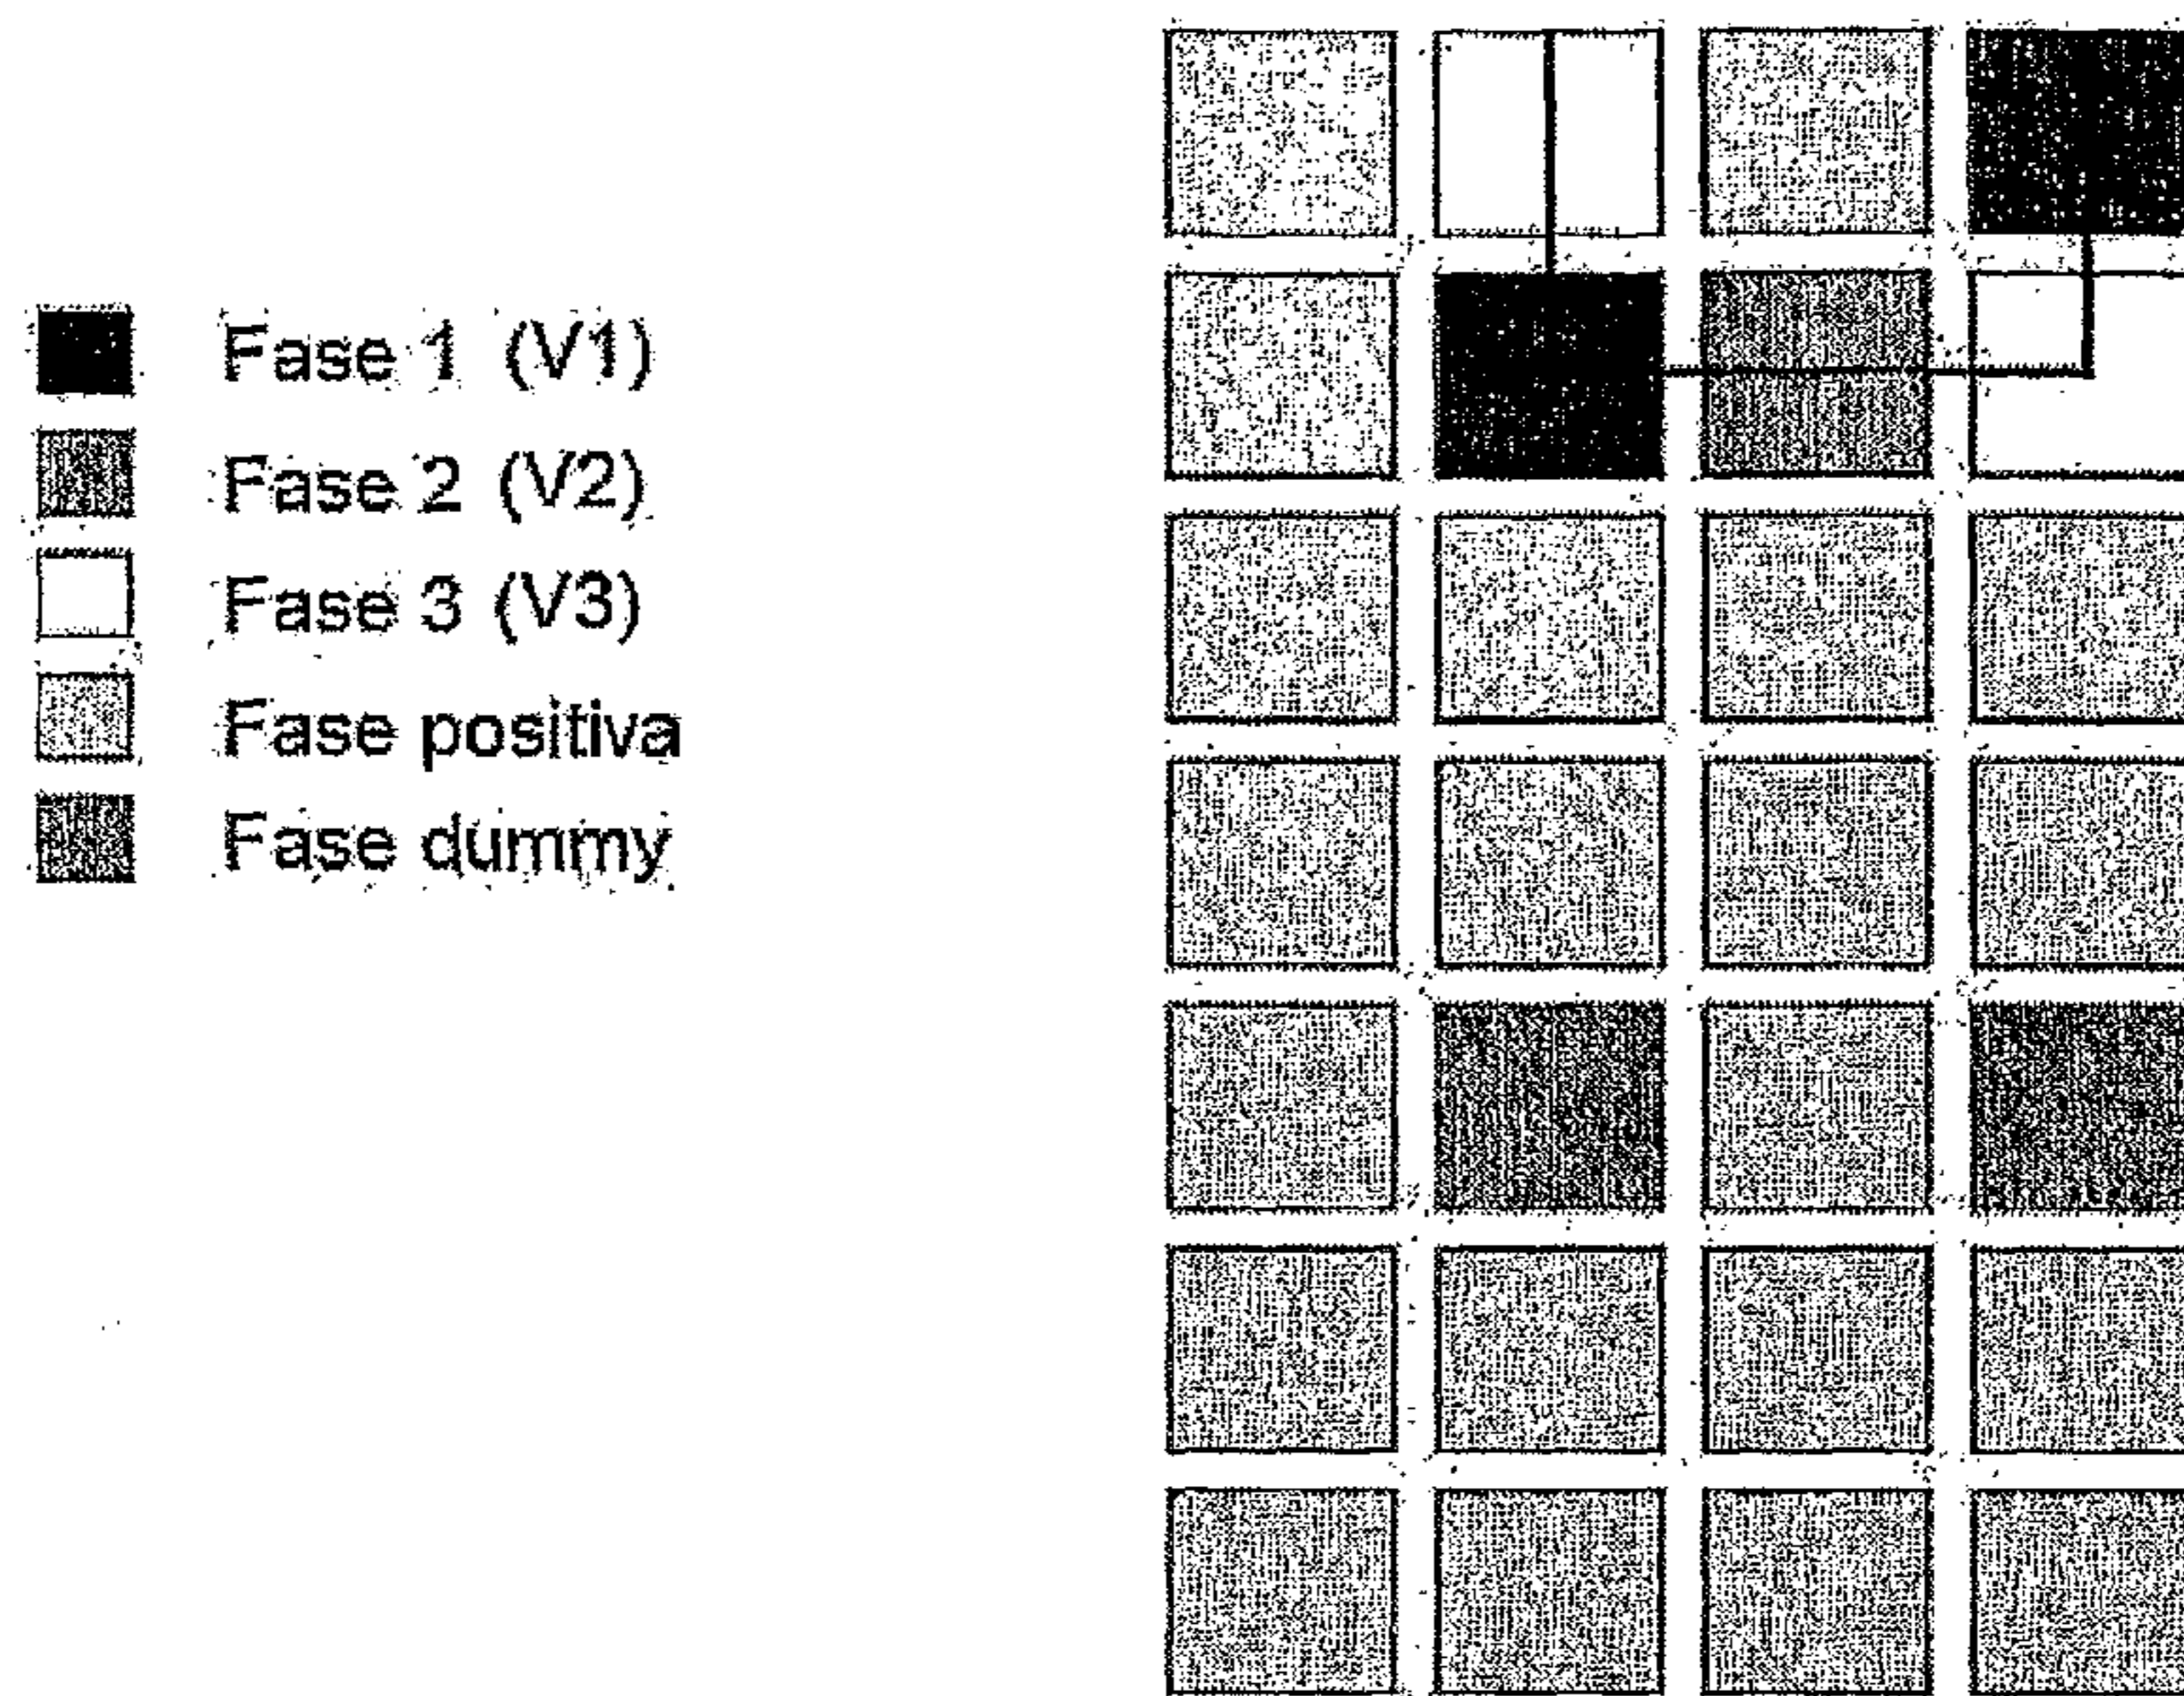 Fase 1 (V1)
Fase 2 (V2)
Fase 3 (V3)
Fase positiva
Fase dummy